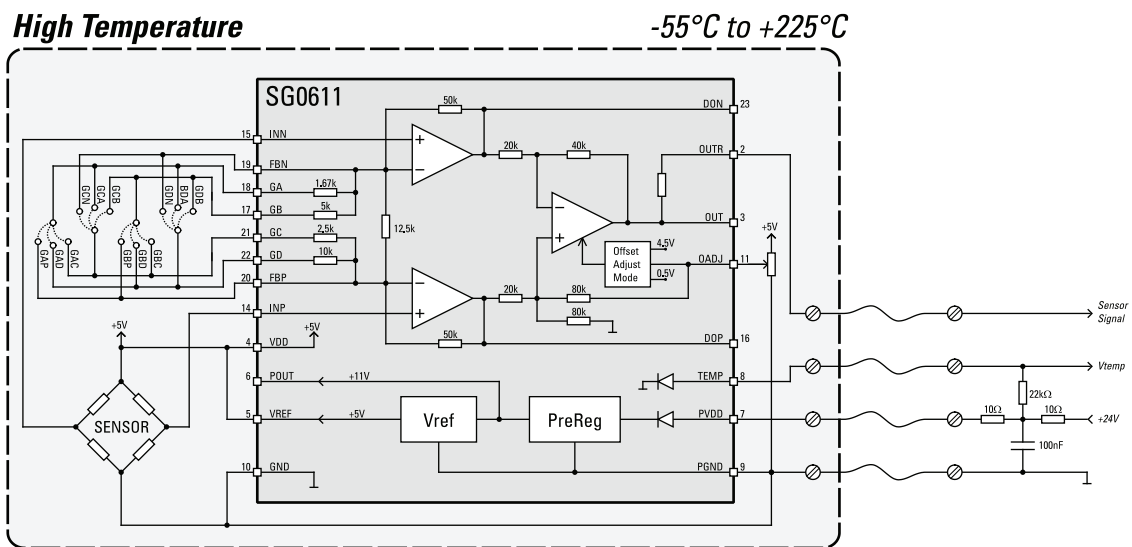 High Temperature
-55°C to +225°C
SG0611
50k
DON
23
15
INN
20k
40k
OUTR
2
19
FBN
18
GA
1.67k
17
GB
5k
21
GC
2.5k
22
GD
10k
20
FBP
14
INP
12.5k
GCN
GCA
GCB
GDN
BDA
GDB
GAP
GAD
GAC
GBP
GBD
GBC
OUT
3
+5V
4.5V
Offset
Adjust
Mode
0.5V
OADJ
11
20k
80k
80k
Sensor
Signal
+5V
+5V
4
VDD
50k
DOP
16
6
POUT
+11V
TEMP
8
Vtemp
5
VREF
+5V
Vref
PreReg
PVDD
7
22kΩ
10Ω
10Ω
+24V
SENSOR
100nF
10
GND
PGND
9